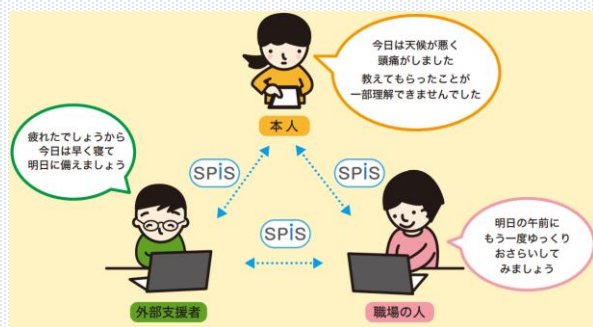 今日は天候が悪く
頭痛がしました
教えてもらったことが
一部理解できませんでした
本人
疲れたでしょうから
今日は早く寝て
明日に備えましょう
SPiS
SPiS
SPiS
明日の午前に
もう一度ゆっくり
おさらいして
みましょう
外部支援者
職場の人